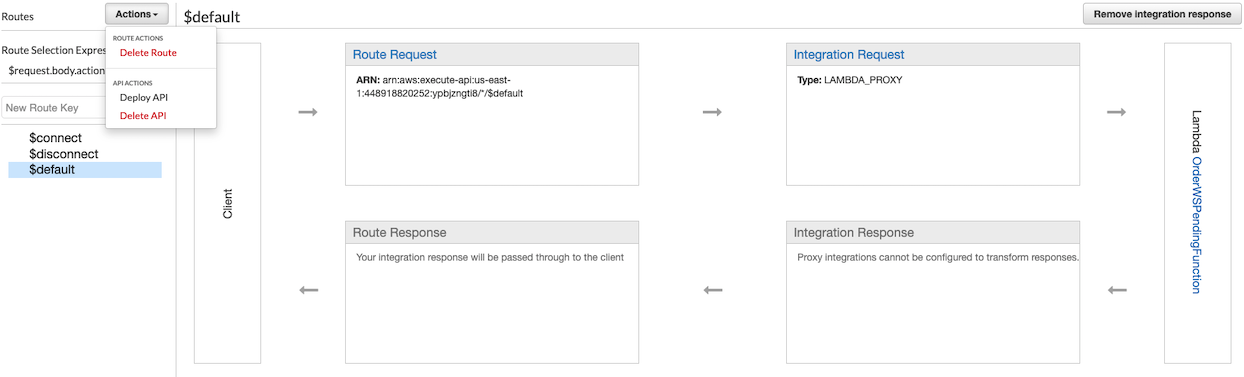 Routes
Actions
$default
Remove integration response
ROUTE ACTIONS
Delete Route
API ACTIONS
Deploy API
Delete API
Route Selection Expres
$request.body.action
New Route Key
$connect
$disconnect
$default
Client
Route Request
ARN: arn:aws:execute-api:us-east-
1:448918820252:ypbjzngti8/*/$default
Integration Request
Type: LAMBDA_PROXY
Lambda OrderWSPendingFunction
Route Response
Your integration response will be passed through to the client
Integration Response
Proxy integrations cannot be configured to transform responses.